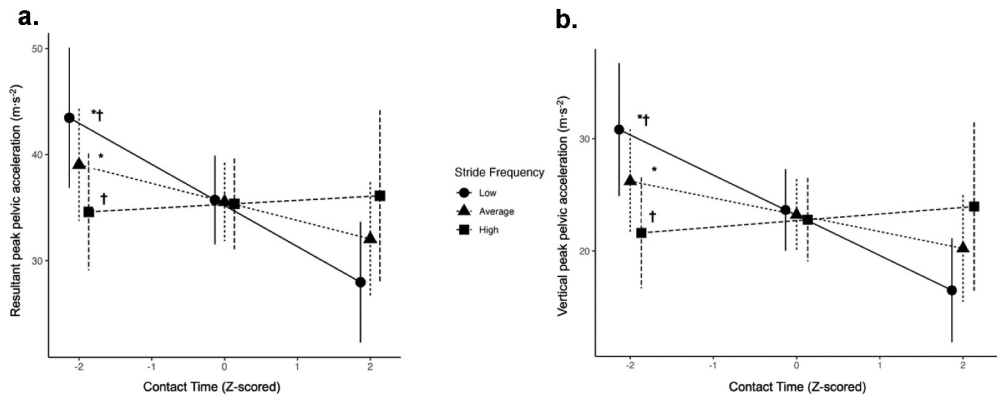 a.
Resultant peak pelvic acceleration (m·s⁻²)
50
40
30
*†
*
†
-2 -1 0 1 2
Contact Time (Z-scored)
Stride Frequency
Low
Average
High
b.
Vertical peak pelvic acceleration (m·s⁻²)
30
20
*†
*
†
-2 -1 0 1 2
Contact Time (Z-scored)